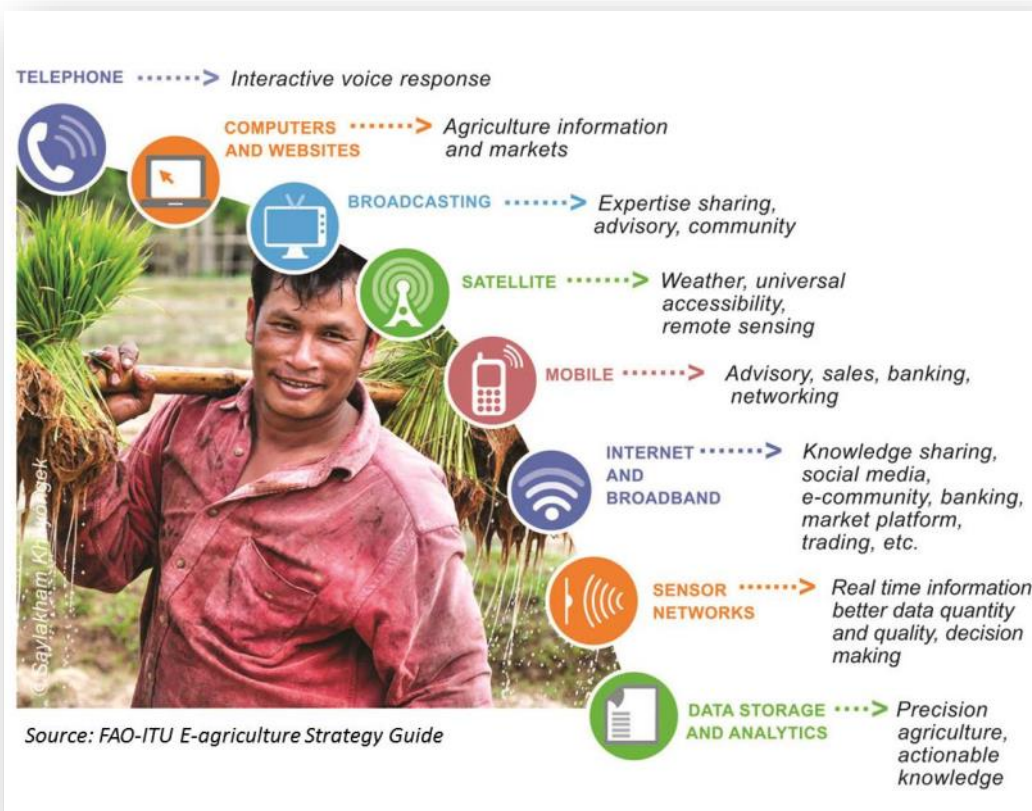 TELEPHONE Interactive voice response
COMPUTERS
AND WEBSITES
Agriculture information
and markets
BROADCASTING Expertise sharing,
advisory, community
SATELLITE Weather, universal
accessibility,
remote sensing
MOBILE Advisory, sales, banking,
networking
INTERNET
AND
BROADBAND
Knowledge sharing,
social media,
e-community, banking,
market platform,
trading, etc.
SENSOR
NETWORKS
Real time information
better data quantity
and quality, decision
making
DATA STORAGE
AND ANALYTICS
Precision
agriculture,
actionable
knowledge
Source: FAO-ITU E-agriculture Strategy Guide